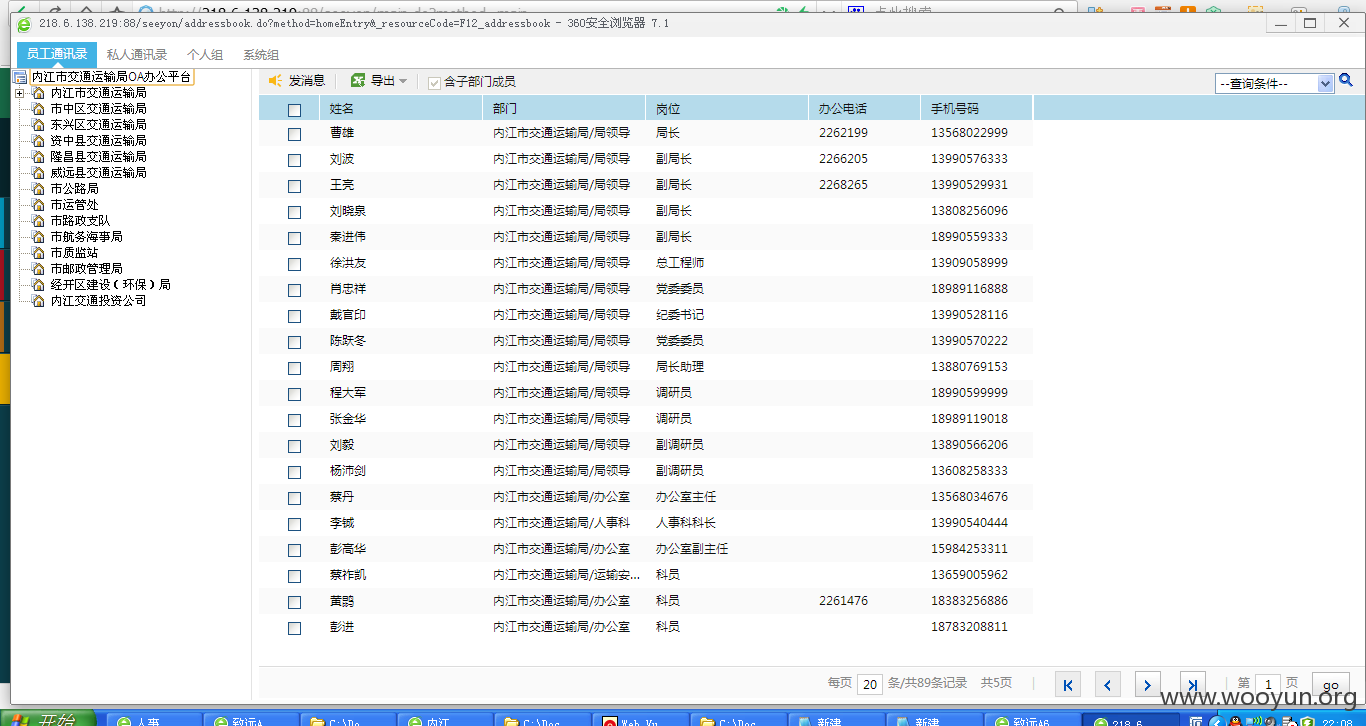 218.6.138.219:88/seeyon/addressbook.do?method=homeEntry&_resourceCode=F12_addressbook - 360安全浏览器 7.1
员工通讯录 私人通讯录 个人组 系统组
内江市交通运输局OA办公平台
内江市交通运输局
市中区交通运输局
东兴区交通运输局
资中县交通运输局
隆昌县交通运输局
威远县交通运输局
市公路局
市运管处
市路政支队
市航务海事局
市质监站
市邮政管理局
经开区建设（环保）局
内江交通投资公司
发消息 导出 含子部门成员 --查询条件--
姓名 部门 岗位 办公电话 手机号码
曹雄 内江市交通运输局/局领导 局长 2262199 13568022999
刘波 内江市交通运输局/局领导 副局长 2266205 13990576333
王亮 内江市交通运输局/局领导 副局长 2268265 13990529931
刘晓泉 内江市交通运输局/局领导 副局长 13808256096
秦进伟 内江市交通运输局/局领导 副局长 18990559333
徐洪友 内江市交通运输局/局领导 总工程师 13909058999
肖忠祥 内江市交通运输局/局领导 党委委员 18989116888
戴官印 内江市交通运输局/局领导 纪委书记 13990528116
陈跃冬 内江市交通运输局/局领导 党委委员 13990570222
周翔 内江市交通运输局/局领导 局长助理 13880769153
程大军 内江市交通运输局/局领导 调研员 18990599999
张金华 内江市交通运输局/局领导 调研员 18989119018
刘毅 内江市交通运输局/局领导 副调研员 13890566206
杨沛剑 内江市交通运输局/局领导 副调研员 13608258333
蔡丹 内江市交通运输局/办公室 办公室主任 13568034676
李铖 内江市交通运输局/人事科 人事科科长 13990540444
彭高华 内江市交通运输局/办公室 办公室副主任 15984253311
蔡祚凯 内江市交通运输局/运输安... 科员 13659005962
黄鹍 内江市交通运输局/办公室 科员 2261476 18383256886
彭进 内江市交通运输局/办公室 科员 18783208811
每页 20 条/共89条记录 共5页 第 1 页 go
www.wooyun.org
开始 人事 致远A C:\Do C:\Doc Web Vu C:\Doc 新建 新建 致远A6 218.6 22:06